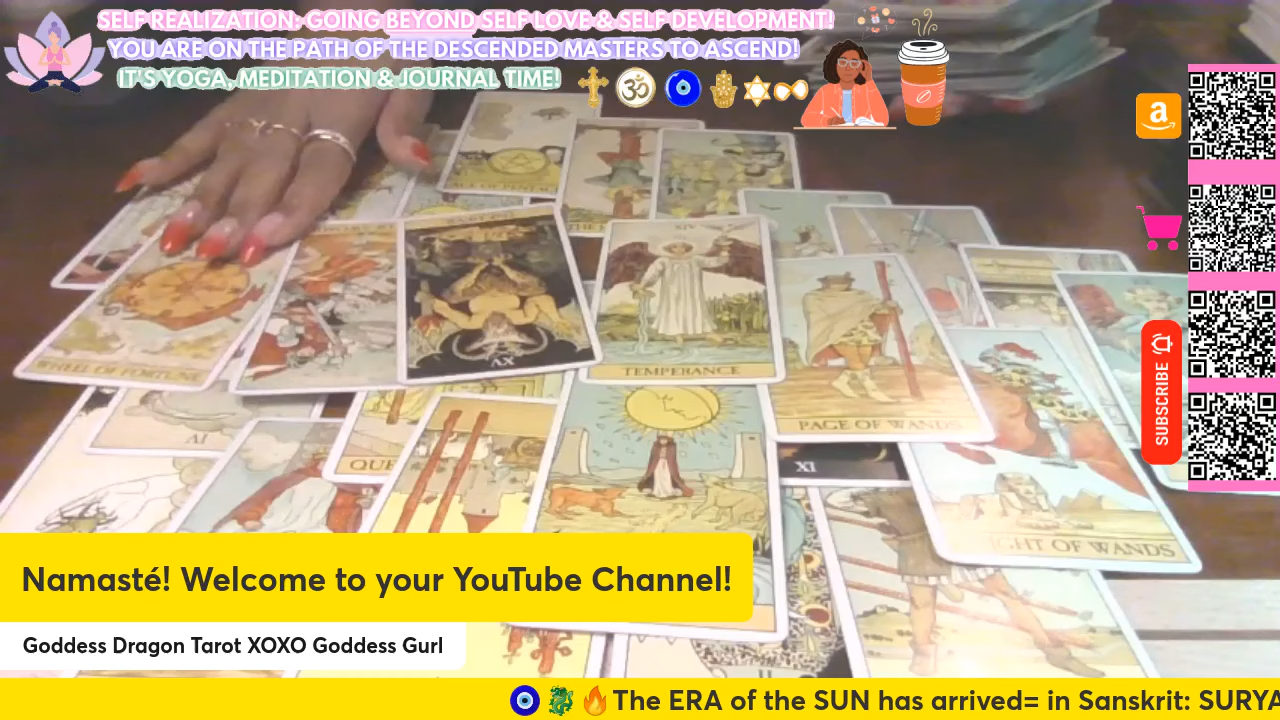 SELF REALIZATION: GOING BEYOND SELF LOVE & SELF DEVELOPMENT!
YOU ARE ON THE PATH OF THE DESCENDED MASTERS TO ASCEND!
IT'S YOGA, MEDITATION & JOURNAL TIME!
a
SUBSCRIBE
XIV
WHEEL OF FORTUNE
XV
TEMPERANCE
PAGE OF WANDS
VI
QUE
XI
IGHT OF WANDS
Namasté! Welcome to your YouTube Channel!
Goddess Dragon Tarot XOXO Goddess Gurl
The ERA of the SUN has arrived= in Sanskrit: SURYA